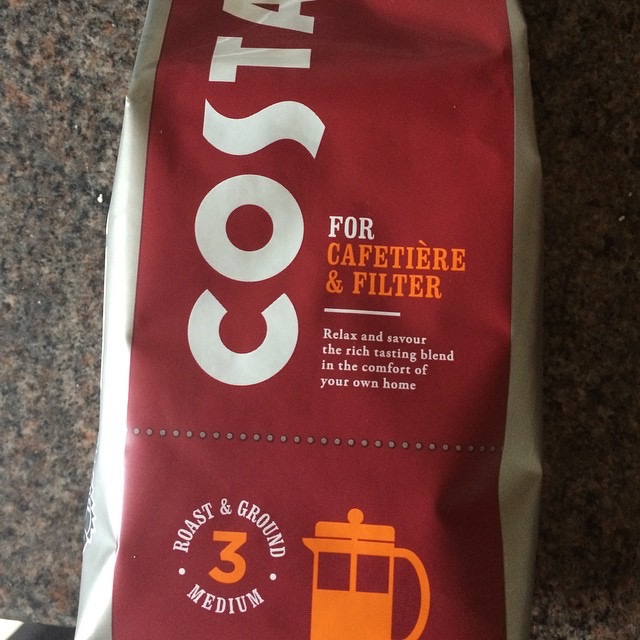 COSTA
FOR
CAFETIÈRE
& FILTER
Relax and savour
the rich tasting blend
in the comfort of
your own home
ROAST & GROUND
3
MEDIUM